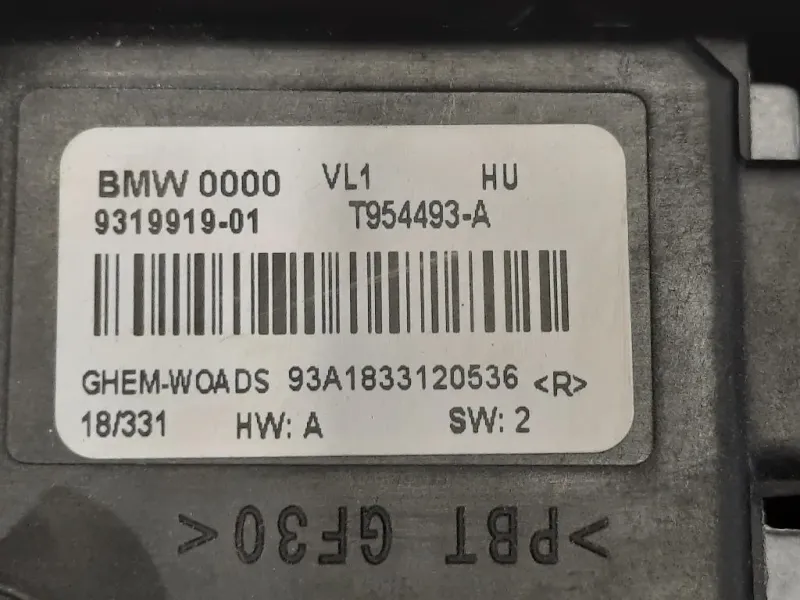 BMW 0000 VL1 HU
9319919-01 T954493-A
GHEM-WOADS 93A1833120536 <R>
18/331 HW: A SW: 2
>PBT GF30<